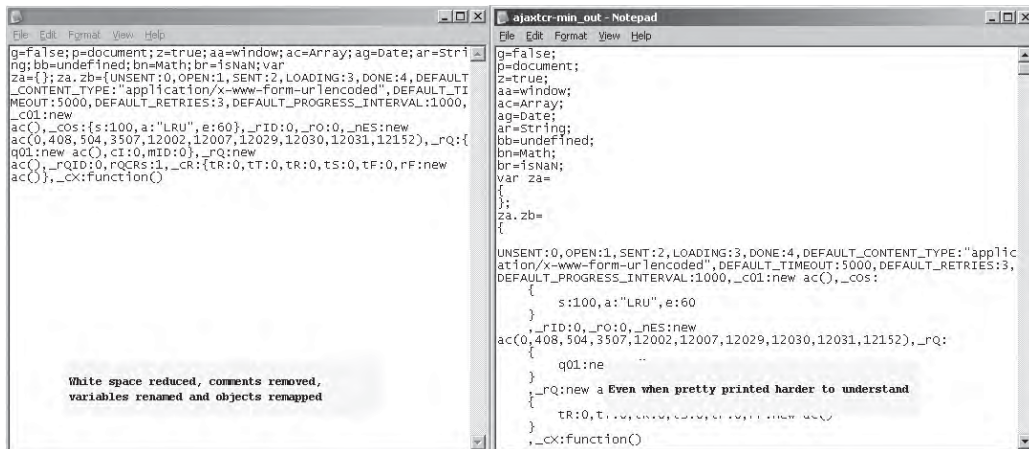 File Edit Format View Help
g=false;p=document;z=true;aa=window;ac=Array;ag=Date;ar=Stri
ng;bb=undefined;bn=Math;br=isNaN;var
za={};za.zb={UNSENT:0,OPEN:1,SENT:2,LOADING:3,DONE:4,DEFAULT
_CONTENT_TYPE:"application/x-www-form-urlencoded",DEFAULT_TI
MEOUT:5000,DEFAULT_RETRIES:3,DEFAULT_PROGRESS_INTERVAL:1000,
_c01:new
ac(),_cOs:{s:100,a:"LRU",e:60},_rID:0,_rO:0,_nES:new
ac(0,408,504,3507,12002,12007,12029,12030,12031,12152),_rQ:{
q01:new ac(),cI:0,mID:0},_rQ:new
ac(),_rQID:0,rQCRS:1,_cR:{tR:0,tT:0,tR:0,tS:0,tF:0,rF:new
ac()},_cX:function()
White space reduced, comments removed,
variables renamed and objects remapped
ajaxtcr-min_out - Notepad
File Edit Format View Help
g=false;
p=document;
z=true;
aa=window;
ac=Array;
ag=Date;
ar=String;
bb=undefined;
bn=Math;
br=isNaN;
var za=
{
};
za.zb=
{
UNSENT:0,OPEN:1,SENT:2,LOADING:3,DONE:4,DEFAULT_CONTENT_TYPE:"applic
ation/x-www-form-urlencoded",DEFAULT_TIMEOUT:5000,DEFAULT_RETRIES:3,
DEFAULT_PROGRESS_INTERVAL:1000,_c01:new ac(),_cOs:
{
s:100,a:"LRU",e:60
}
,_rID:0,_rO:0,_nES:new
ac(0,408,504,3507,12002,12007,12029,12030,12031,12152),_rQ:
{
q01:ne
}
,_rQ:new a Even when pretty printed harder to understand
{
tR:0,
}
,_cX:function()